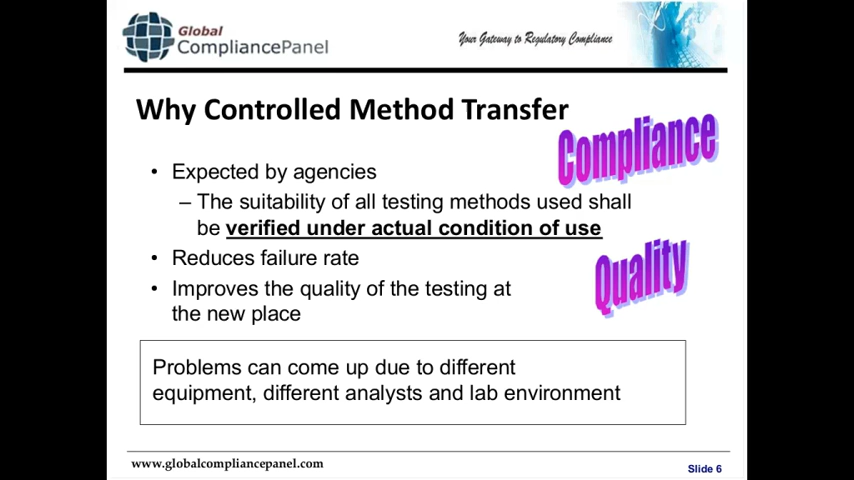 Global
CompliancePanel
Your Gateway to Regulatory Compliance
Why Controlled Method Transfer
Compliance
• Expected by agencies
– The suitability of all testing methods used shall
be verified under actual condition of use
• Reduces failure rate
Quality
• Improves the quality of the testing at
the new place
Problems can come up due to different
equipment, different analysts and lab environment
www.globalcompliancepanel.com
Slide 6